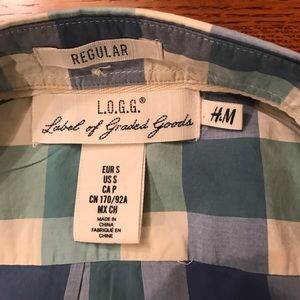 REGULAR
L.O.G.G.®
Label of Graded Goods
H&M
EUR S
US S
CA P
CN 170/92A
MX CH
MADE IN
CHINA
FABRIQUÉ EN
CHINE